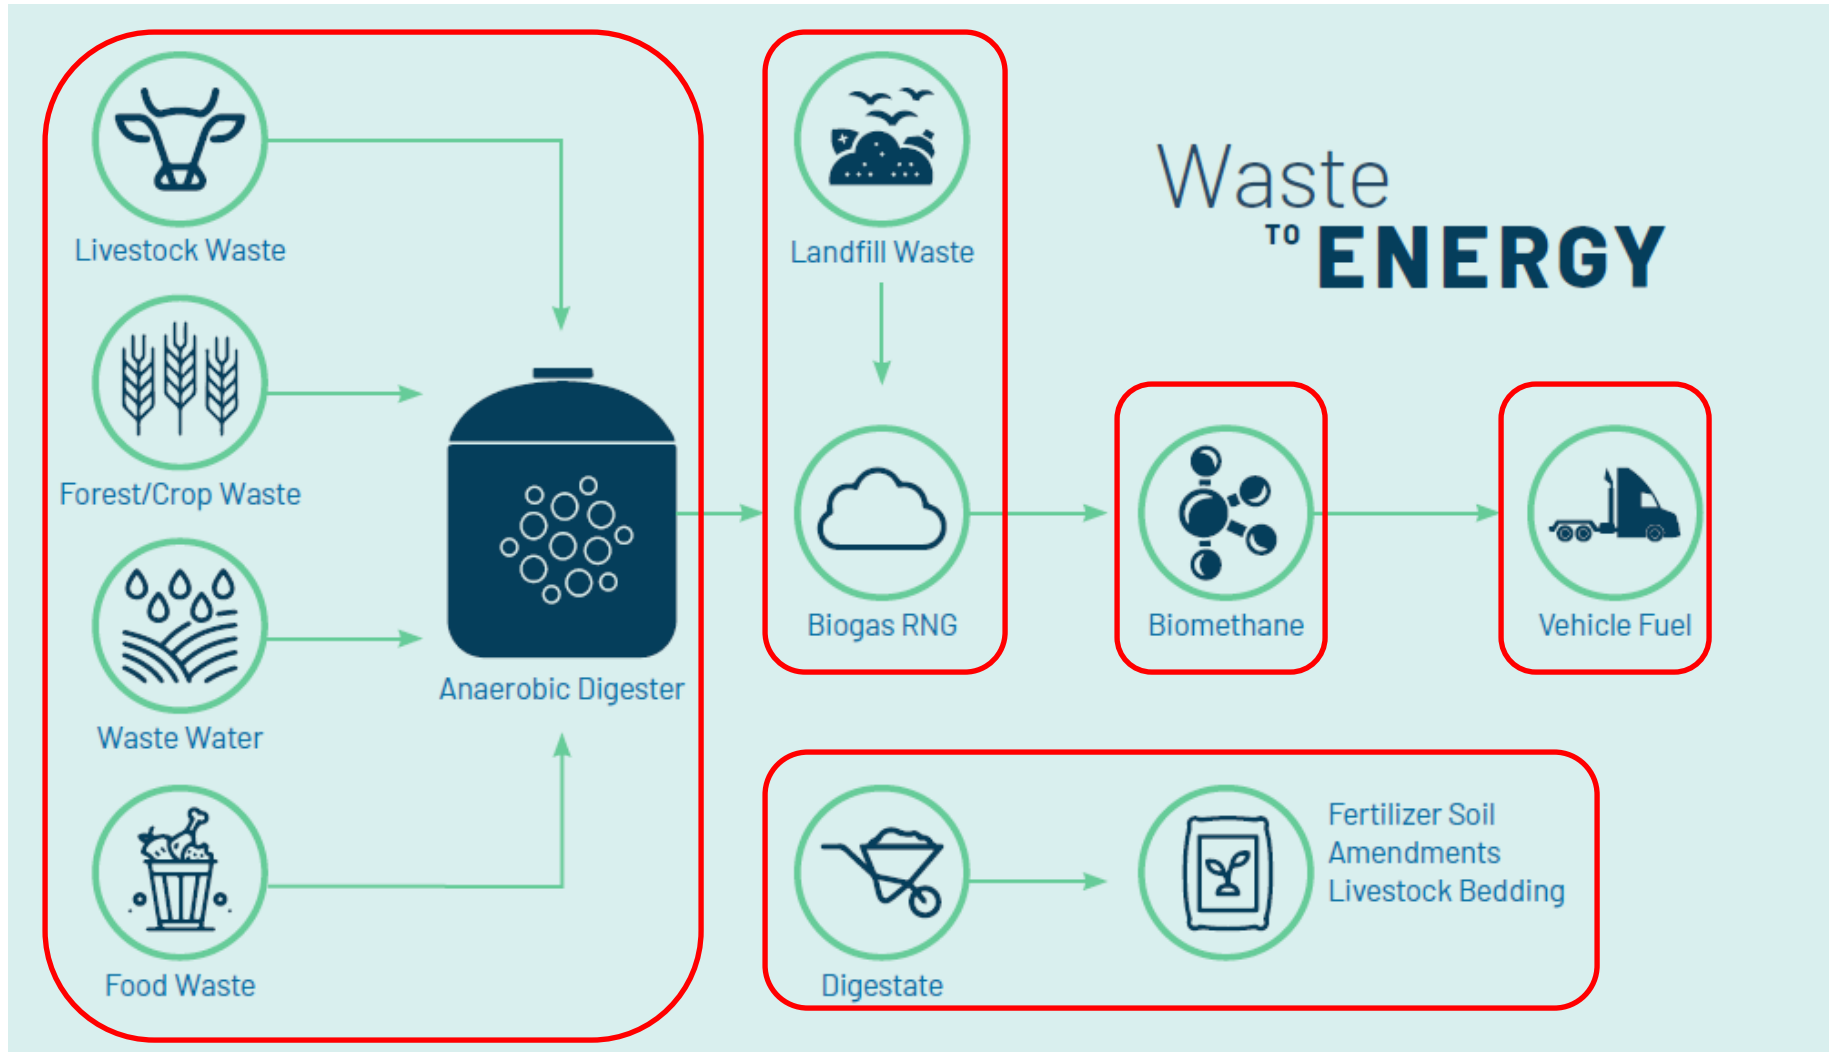 Livestock Waste
Forest/Crop Waste
Waste Water
Food Waste
Anaerobic Digester
Landfill Waste
Biogas RNG
Waste
TO ENERGY
Biomethane
Vehicle Fuel
Digestate
Fertilizer Soil
Amendments
Livestock Bedding